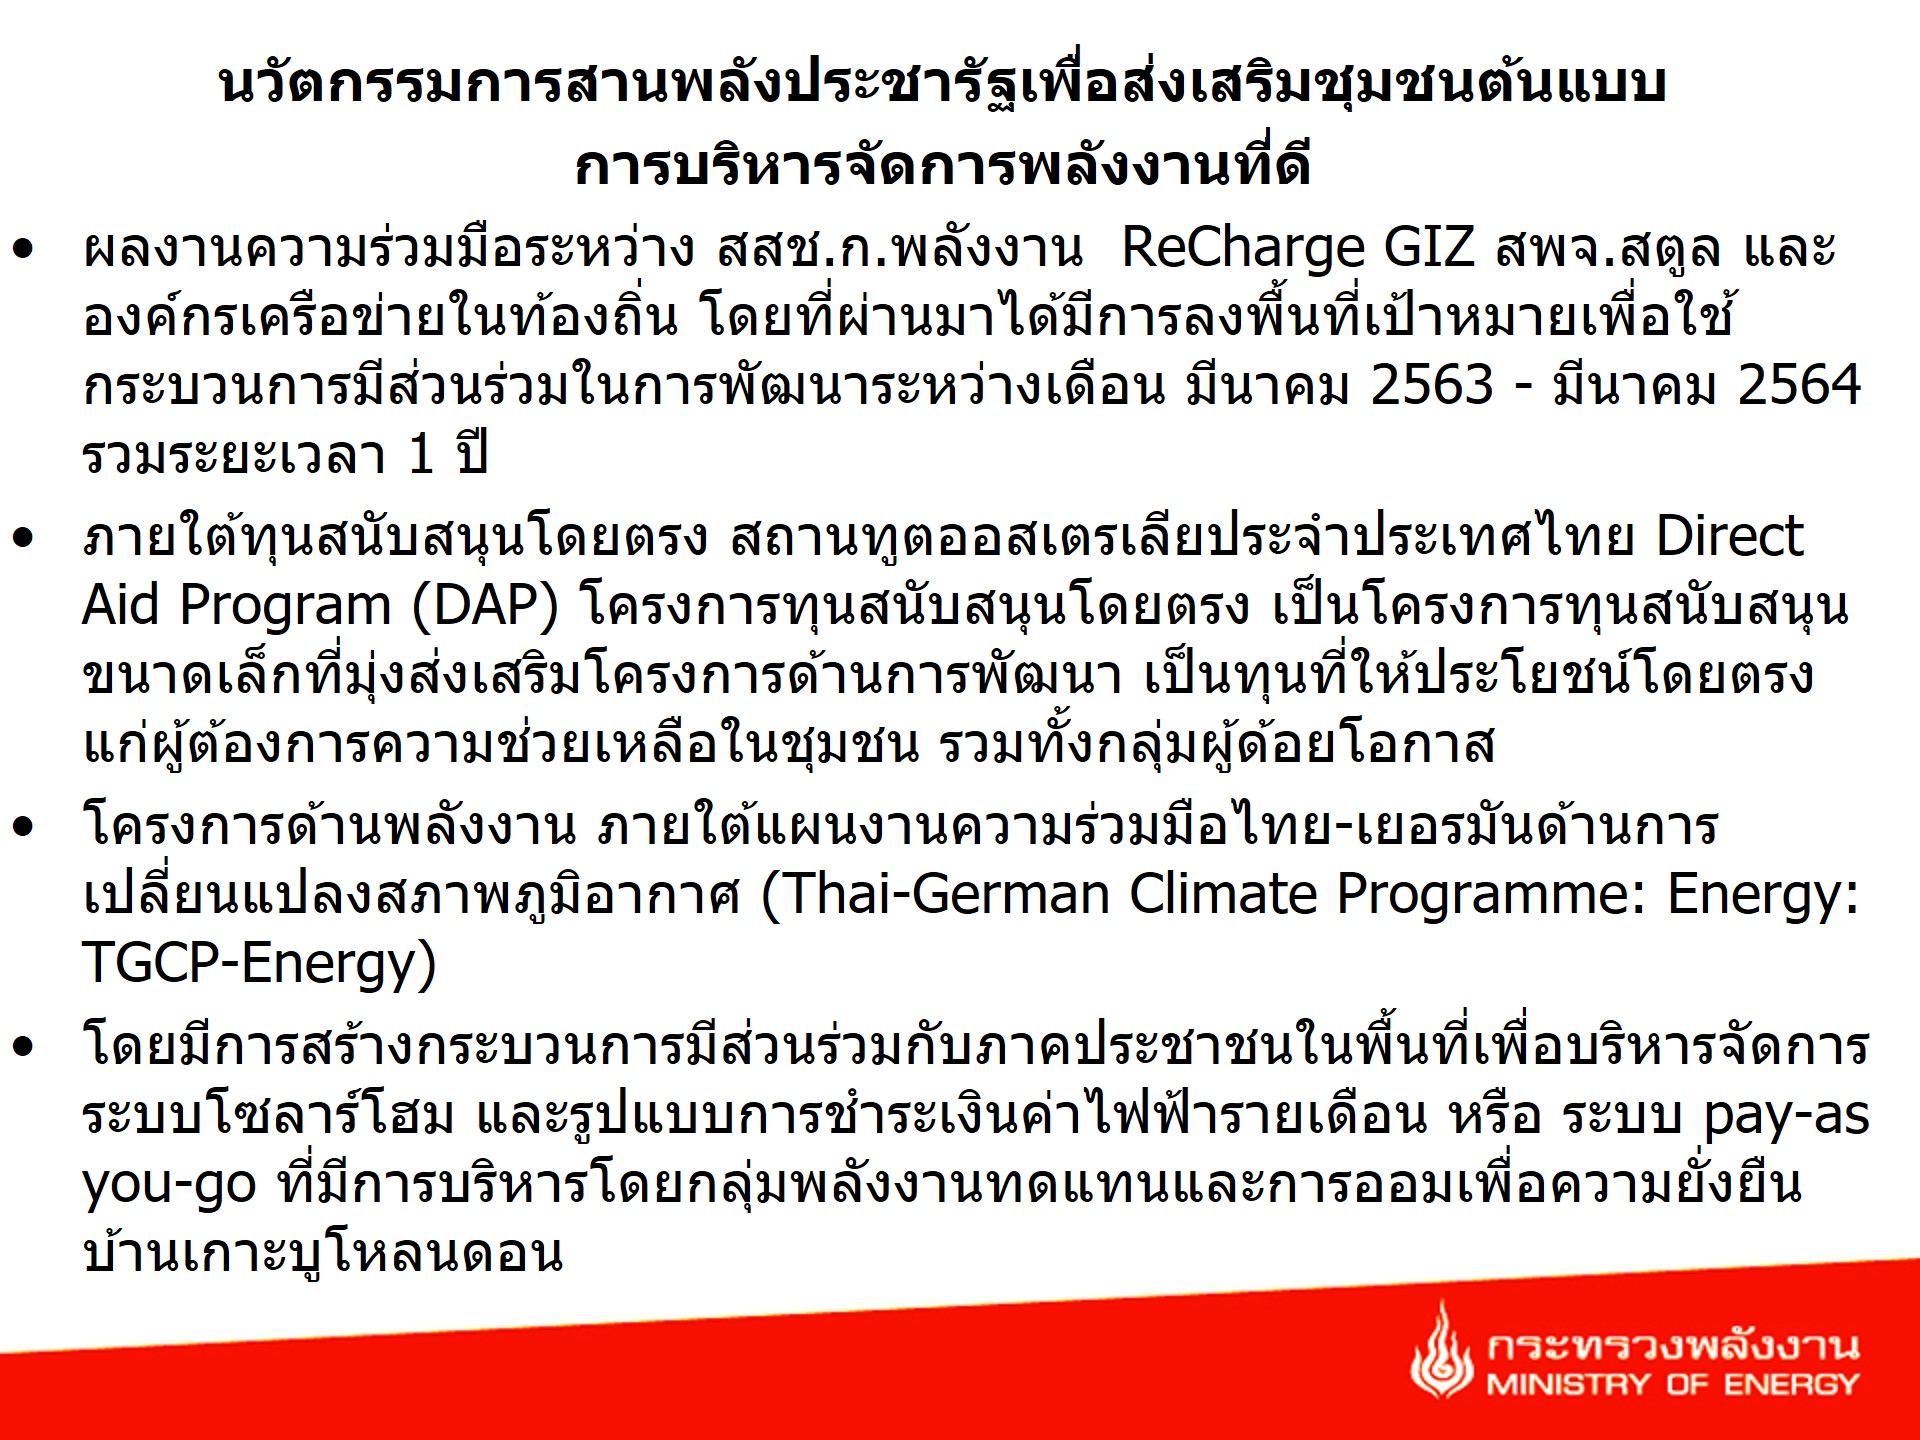 นวัตกรรมการสานพลังประชารัฐเพื่อส่งเสริมชุมชนต้นแบบ
การบริหารจัดการพลังงานที่ดี
• ผลงานความร่วมมือระหว่าง สสช.ก.พลังงาน  ReCharge GIZ สพจ.สตูล และ
องค์กรเครือข่ายในท้องถิ่น โดยที่ผ่านมาได้มีการลงพื้นที่เป้าหมายเพื่อใช้
กระบวนการมีส่วนร่วมในการพัฒนาระหว่างเดือน มีนาคม 2563 - มีนาคม 2564
รวมระยะเวลา 1 ปี
• ภายใต้ทุนสนับสนุนโดยตรง สถานทูตออสเตรเลียประจำประเทศไทย Direct
Aid Program (DAP) โครงการทุนสนับสนุนโดยตรง เป็นโครงการทุนสนับสนุน
ขนาดเล็กที่มุ่งส่งเสริมโครงการด้านการพัฒนา เป็นทุนที่ให้ประโยชน์โดยตรง
แก่ผู้ต้องการความช่วยเหลือในชุมชน รวมทั้งกลุ่มผู้ด้อยโอกาส
• โครงการด้านพลังงาน ภายใต้แผนงานความร่วมมือไทย-เยอรมันด้านการ
เปลี่ยนแปลงสภาพภูมิอากาศ (Thai-German Climate Programme: Energy:
TGCP-Energy)
• โดยมีการสร้างกระบวนการมีส่วนร่วมกับภาคประชาชนในพื้นที่เพื่อบริหารจัดการ
ระบบโซลาร์โฮม และรูปแบบการชำระเงินค่าไฟฟ้ารายเดือน หรือ ระบบ pay-as
you-go ที่มีการบริหารโดยกลุ่มพลังงานทดแทนและการออมเพื่อความยั่งยืน
บ้านเกาะบูโหลนดอน
กระทรวงพลังงาน
MINISTRY OF ENERGY